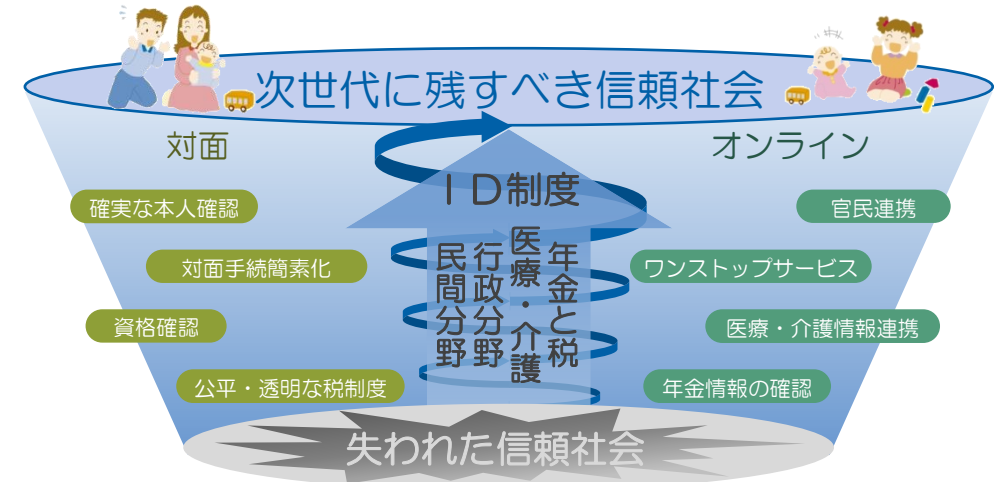 次世代に残すべき信頼社会
対面
オンライン
ID制度
確実な本人確認
対面手続簡素化
資格確認
公平・透明な税制度
民間分野
行政分野
医療・介護
年金と税
官民連携
ワンストップサービス
医療・介護情報連携
年金情報の確認
失われた信頼社会